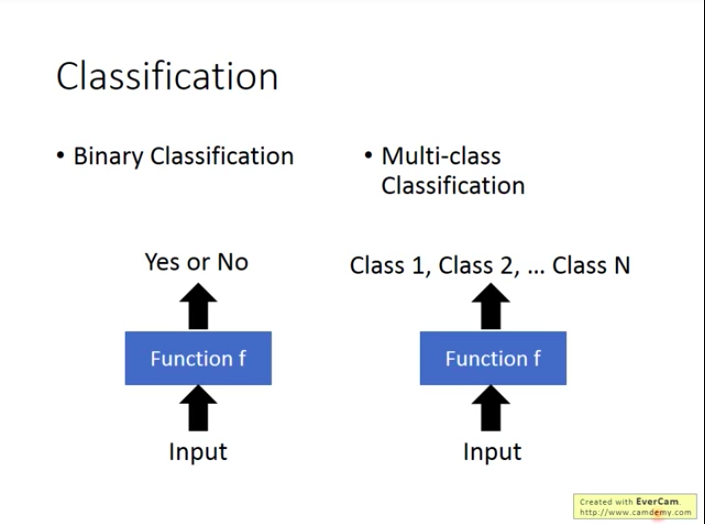 Classification
• Binary Classification
• Multi-class
Classification
Yes or No
Function f
Input
Class 1, Class 2, ... Class N
Function f
Input
Created with EverCam.
http://www.camdemy.com